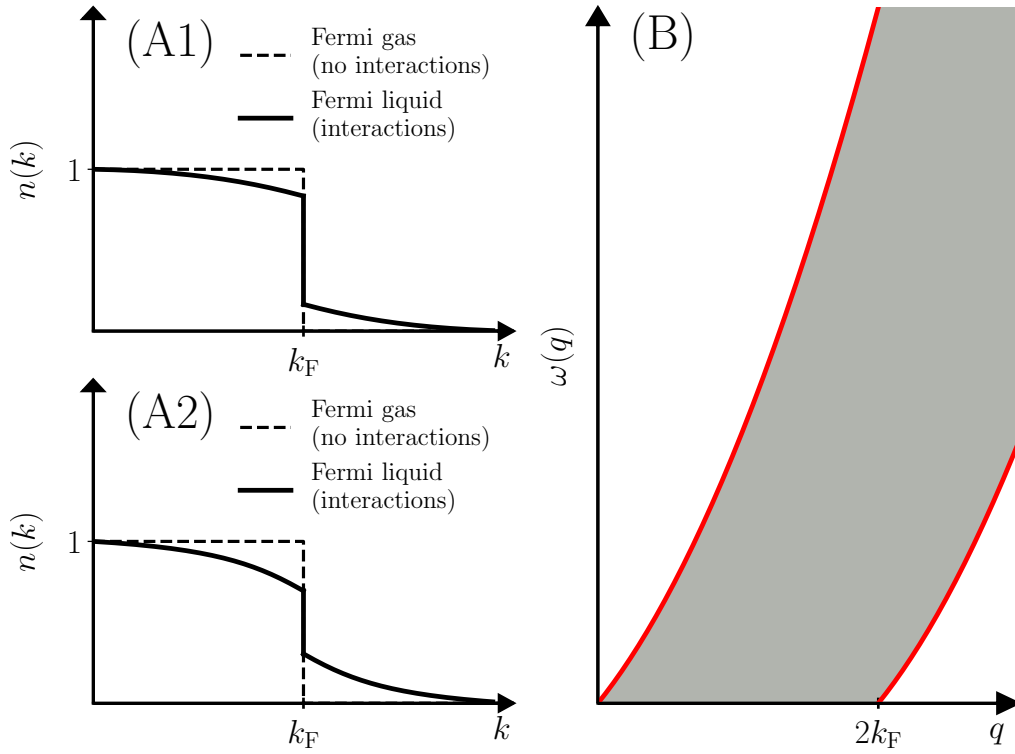 (A1)
Fermi gas
(no interactions)
Fermi liquid
(interactions)
n(k)
1
k_F
k
(A2)
Fermi gas
(no interactions)
Fermi liquid
(interactions)
n(k)
1
k_F
k
(B)
ω(q)
2k_F
q